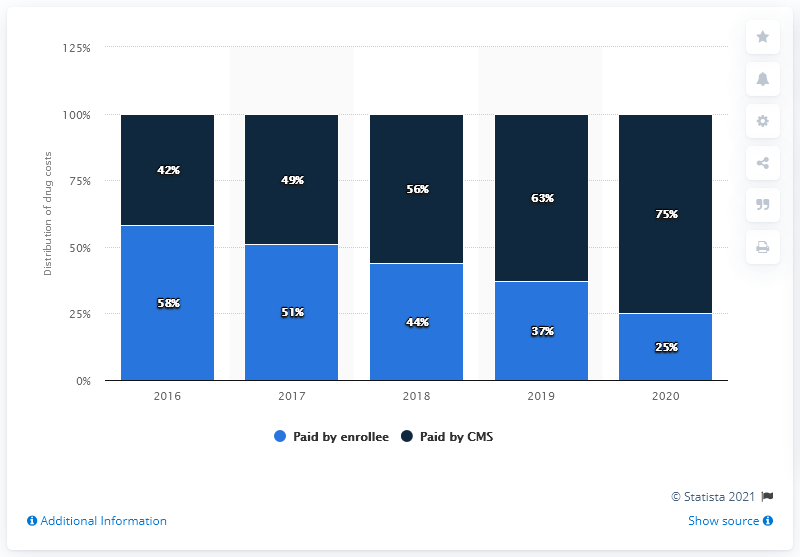 125%
100%
75%
50%
25%
0%
Distribution of drug costs
42% 49% 56% 63% 75%
58% 51% 44% 37% 25%
2016 2017 2018 2019 2020
Paid by enrollee Paid by CMS
© Statista 2021
Additional Information Show source